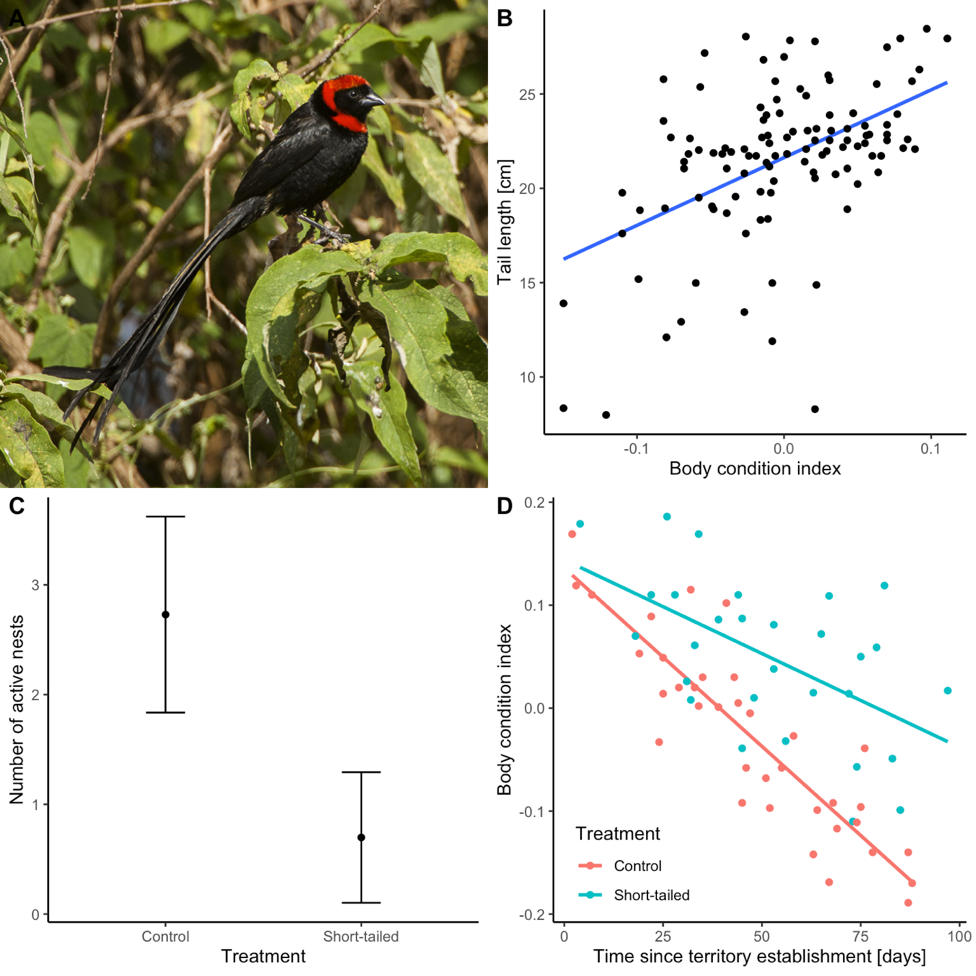 A
B
25
20
15
10
Tail length [cm]
-0.1
0.0
0.1
Body condition index
C
3
2
1
0
Number of active nests
Control
Short-tailed
Treatment
D
0.2
0.1
0.0
-0.1
-0.2
Body condition index
Treatment
Control
Short-tailed
0
25
50
75
100
Time since territory establishment [days]